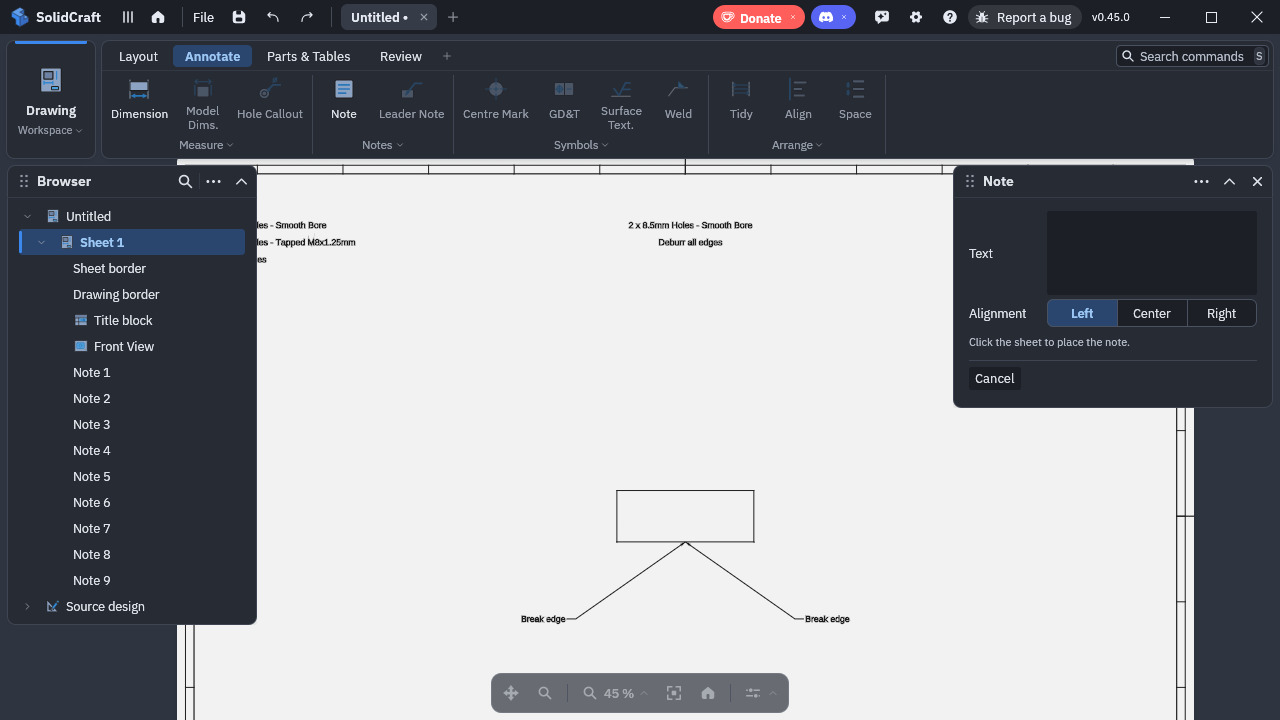 SolidCraft
File
Untitled •
Donate
Report a bug
v0.45.0
Drawing
Workspace
Layout
Annotate
Parts & Tables
Review
Search commands
S
Dimension
Model
Dims.
Hole Callout
Note
Leader Note
Centre Mark
GD&T
Surface
Text.
Weld
Tidy
Align
Space
Measure
Notes
Symbols
Arrange
Browser
Untitled
Sheet 1
Sheet border
Drawing border
Title block
Front View
Note 1
Note 2
Note 3
Note 4
Note 5
Note 6
Note 7
Note 8
Note 9
Source design
les - Smooth Bore
les - Tapped M8x1.25mm
es
2 x 8.5mm Holes - Smooth Bore
Deburr all edges
Break edge
Break edge
45 %
Note
Text
Alignment
Left
Center
Right
Click the sheet to place the note.
Cancel